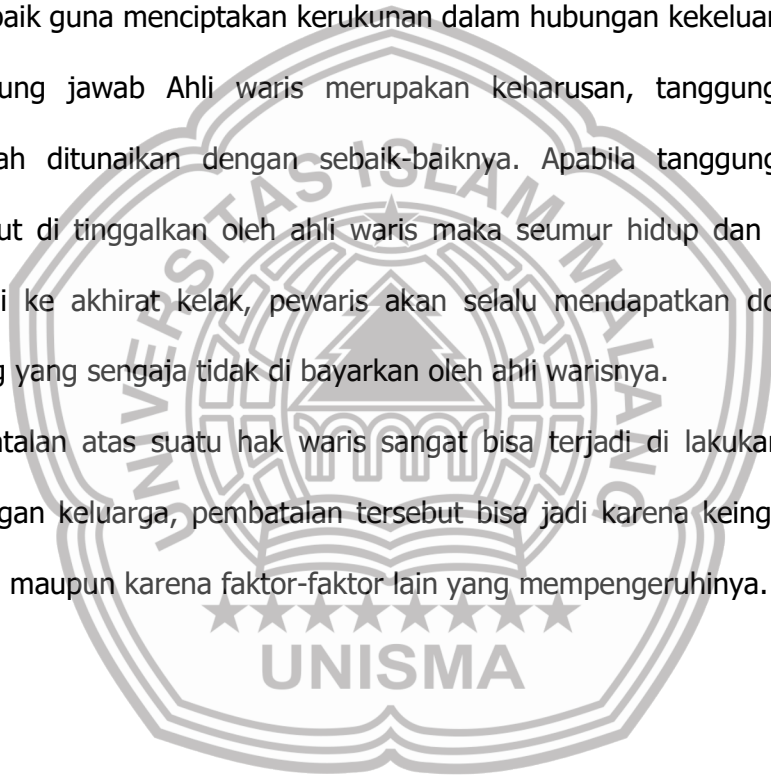 baik guna menciptakan kerukunan dalam hubungan kekeluar
ung jawab Ahli waris merupakan keharusan, tanggung
ah ditunaikan dengan sebaik-baiknya. Apabila tanggung
ut di tinggalkan oleh ahli waris maka seumur hidup dan
i ke akhirat kelak, pewaris akan selalu mendapatkan do
g yang sengaja tidak di bayarkan oleh ahli warisnya.
atalan atas suatu hak waris sangat bisa terjadi di lakukan
gan keluarga, pembatalan tersebut bisa jadi karena keing
maupun karena faktor-faktor lain yang mempengeruhinya.
UNIVERSITAS ISLAM MALANG
UNISMA